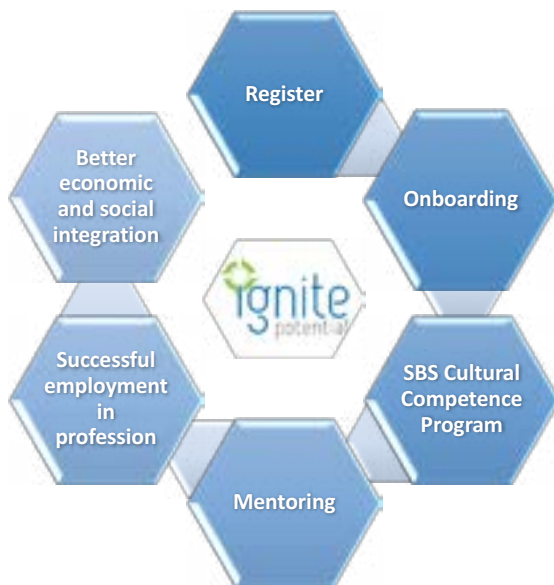 Register
Onboarding
SBS Cultural
Competence
Program
Mentoring
Successful
employment
in
profession
Better
economic
and social
integration
ignite
potential